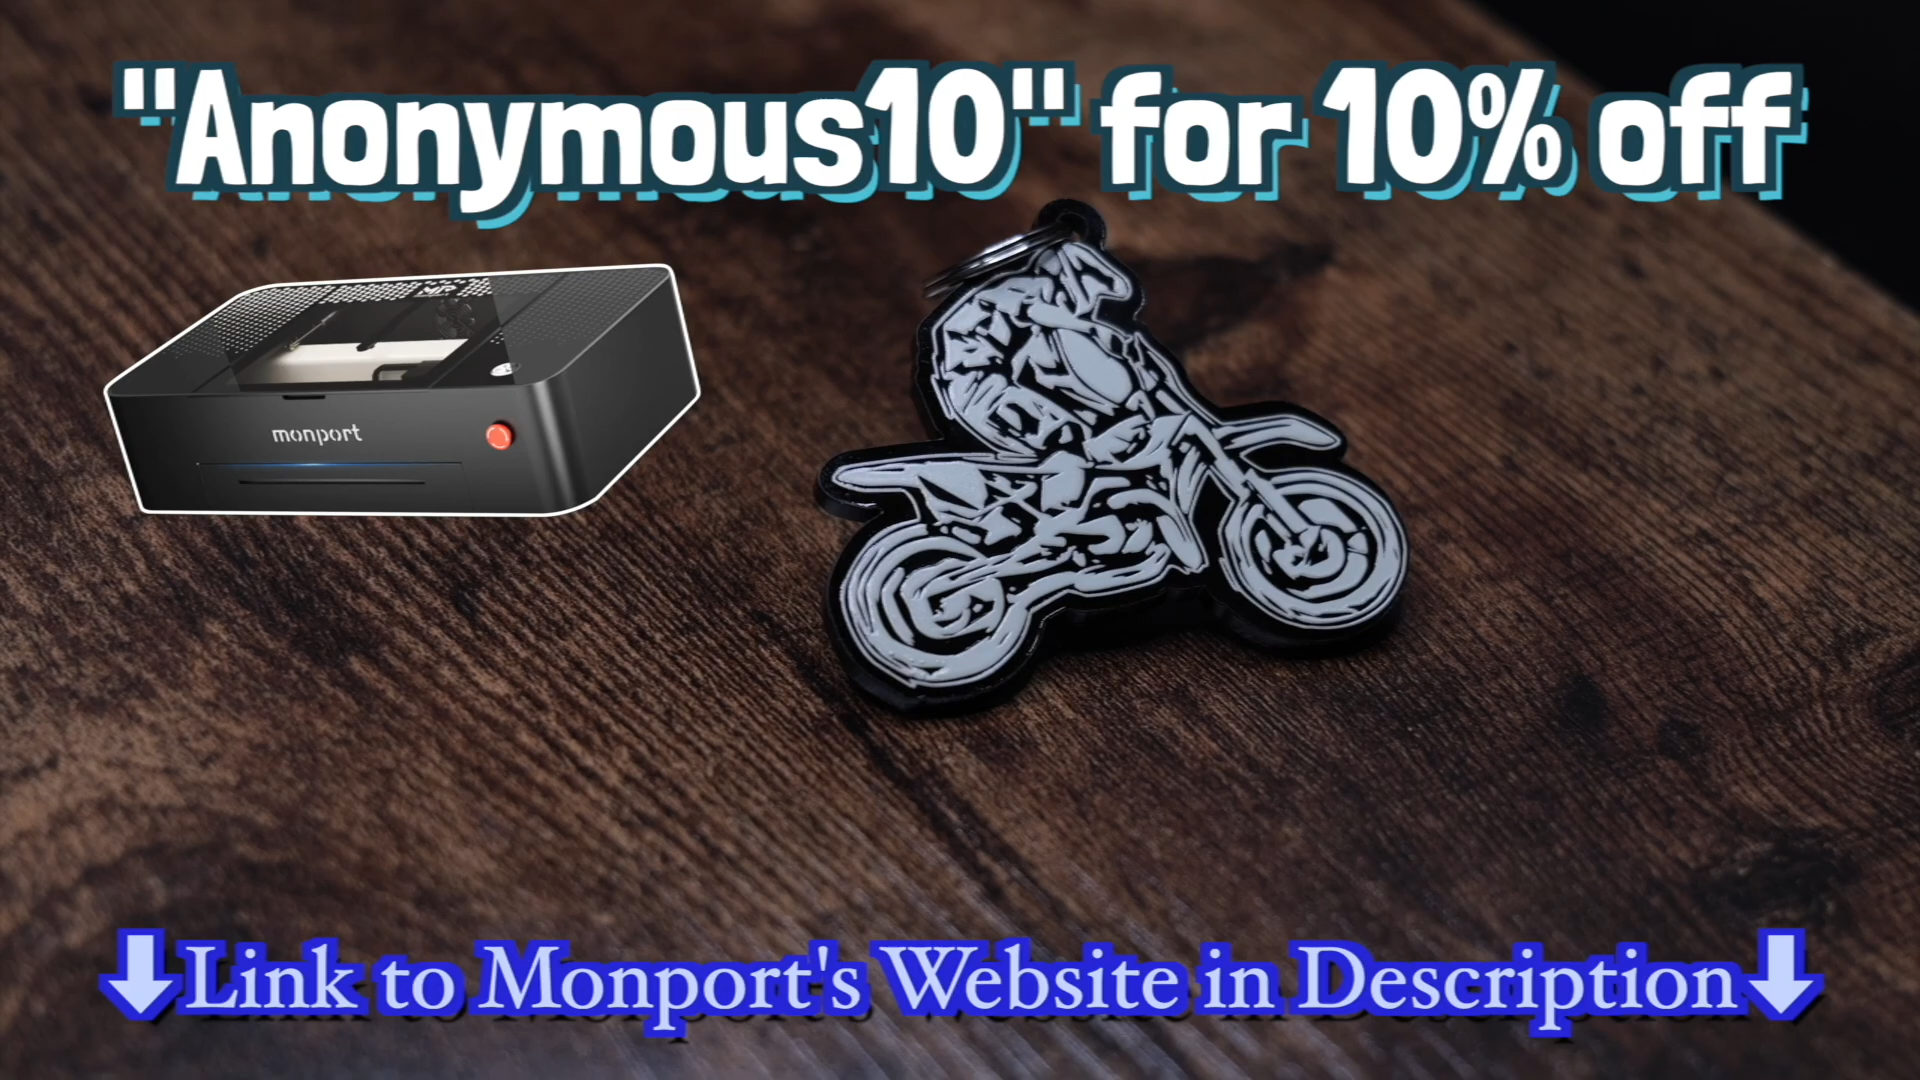 "Anonymous10" for 10% off
monport
Link to Monport's Website in Description